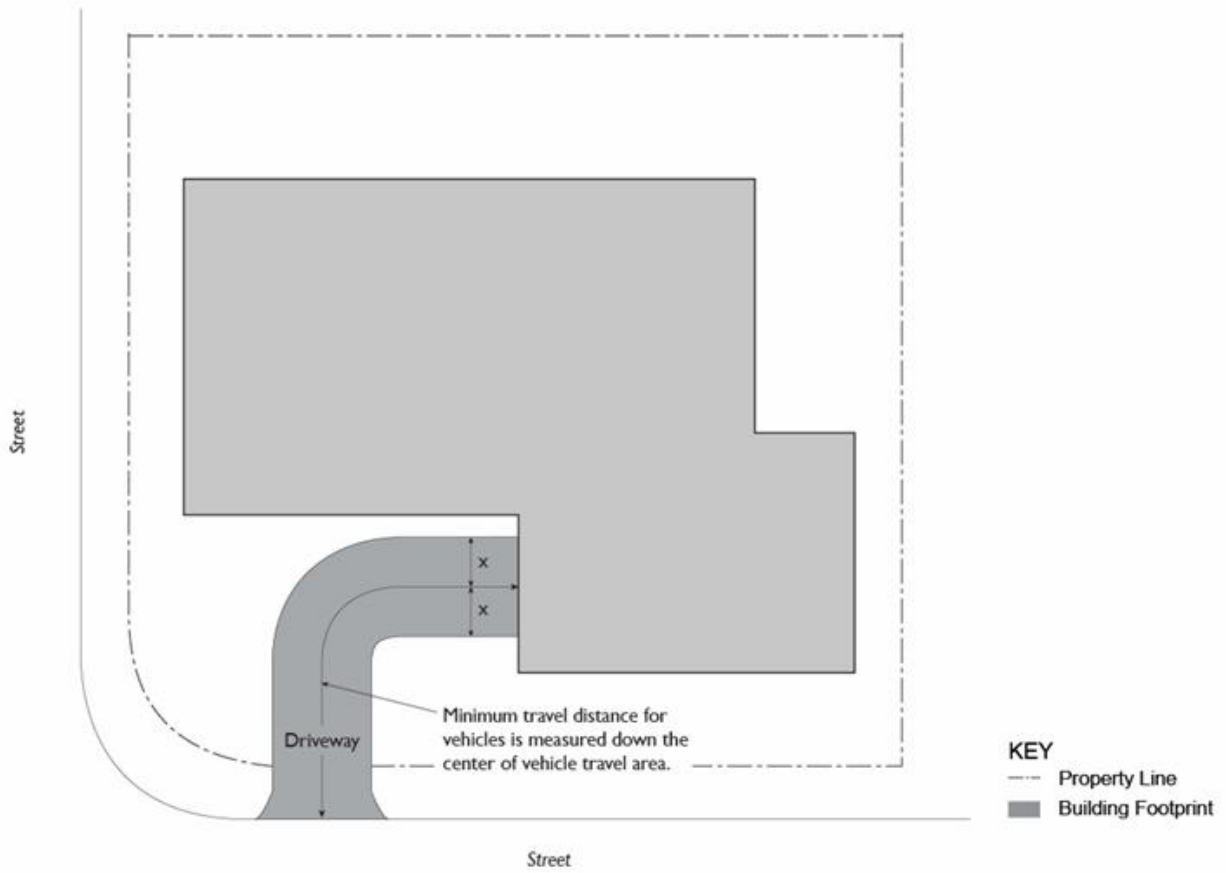 Street
x
x
Minimum travel distance for
vehicles is measured down the
center of vehicle travel area.
Driveway
KEY
Property Line
Building Footprint
Street